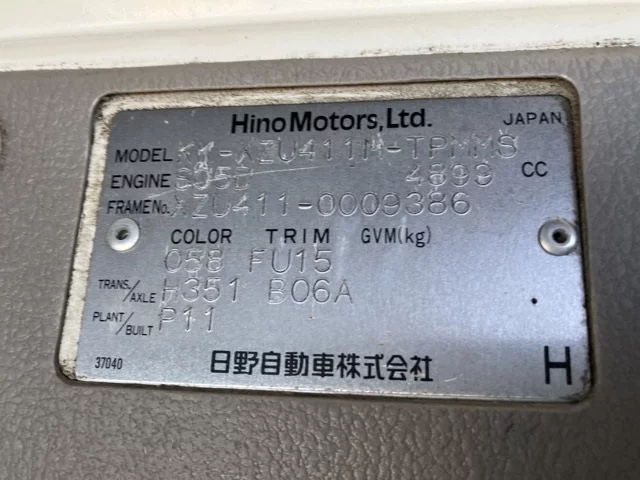 Hino Motors, Ltd. JAPAN
MODEL KK-XZU411M-TPMMS
ENGINE S05D 4899 CC
FRAME No. XZU411-0009386
COLOR TRIM GVM(kg)
058 FU15
TRANS./AXLE H351 B06A
PLANT/BUILT P11
37040 日野自動車株式会社 H